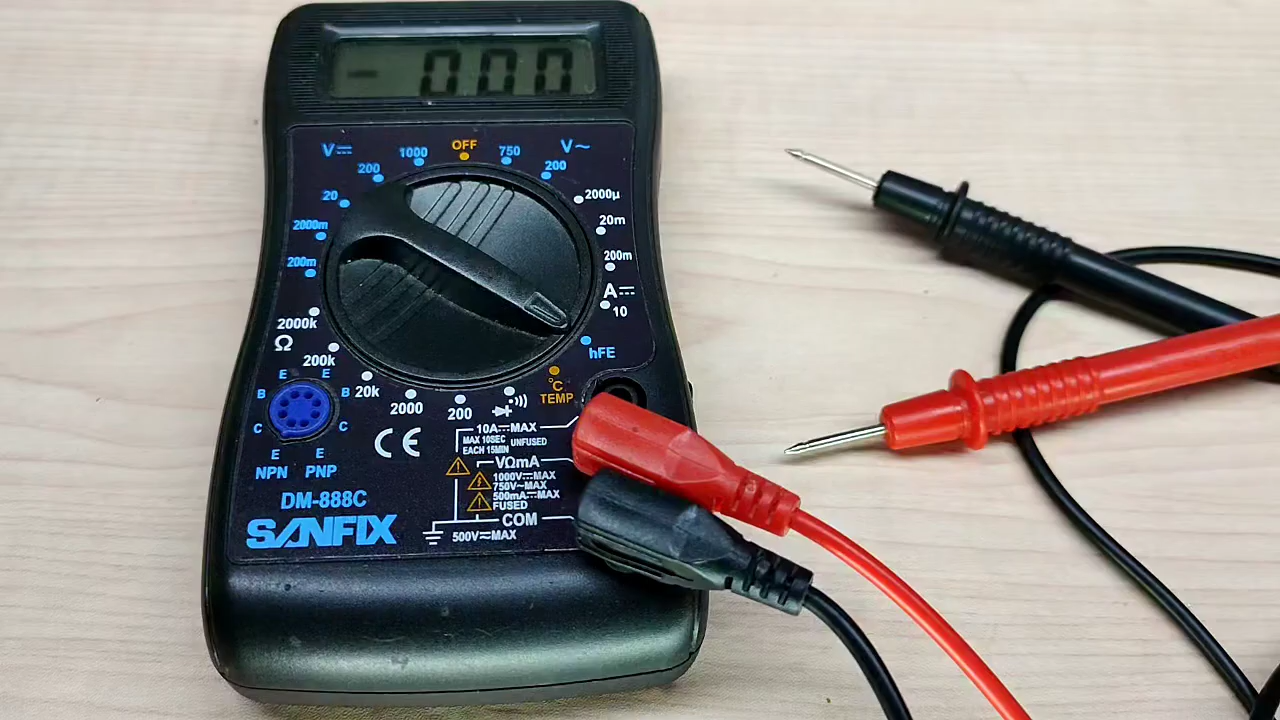 - 000
V⎓ 1000 OFF 750 V~
200 200
20 2000µ
2000m 20m
200m 200m
A⎓
10
2000k
Ω 200k hFE
20k 2000 200 °C
TEMP
E E
B B
C C
E E
NPN PNP
CE
10A⎓MAX
MAX 10SEC UNFUSED
EACH 15MIN
VΩmA
1000V⎓MAX
750V~MAX
500mA⎓MAX
FUSED
COM
500V≂MAX
DM-888C
SANFIX